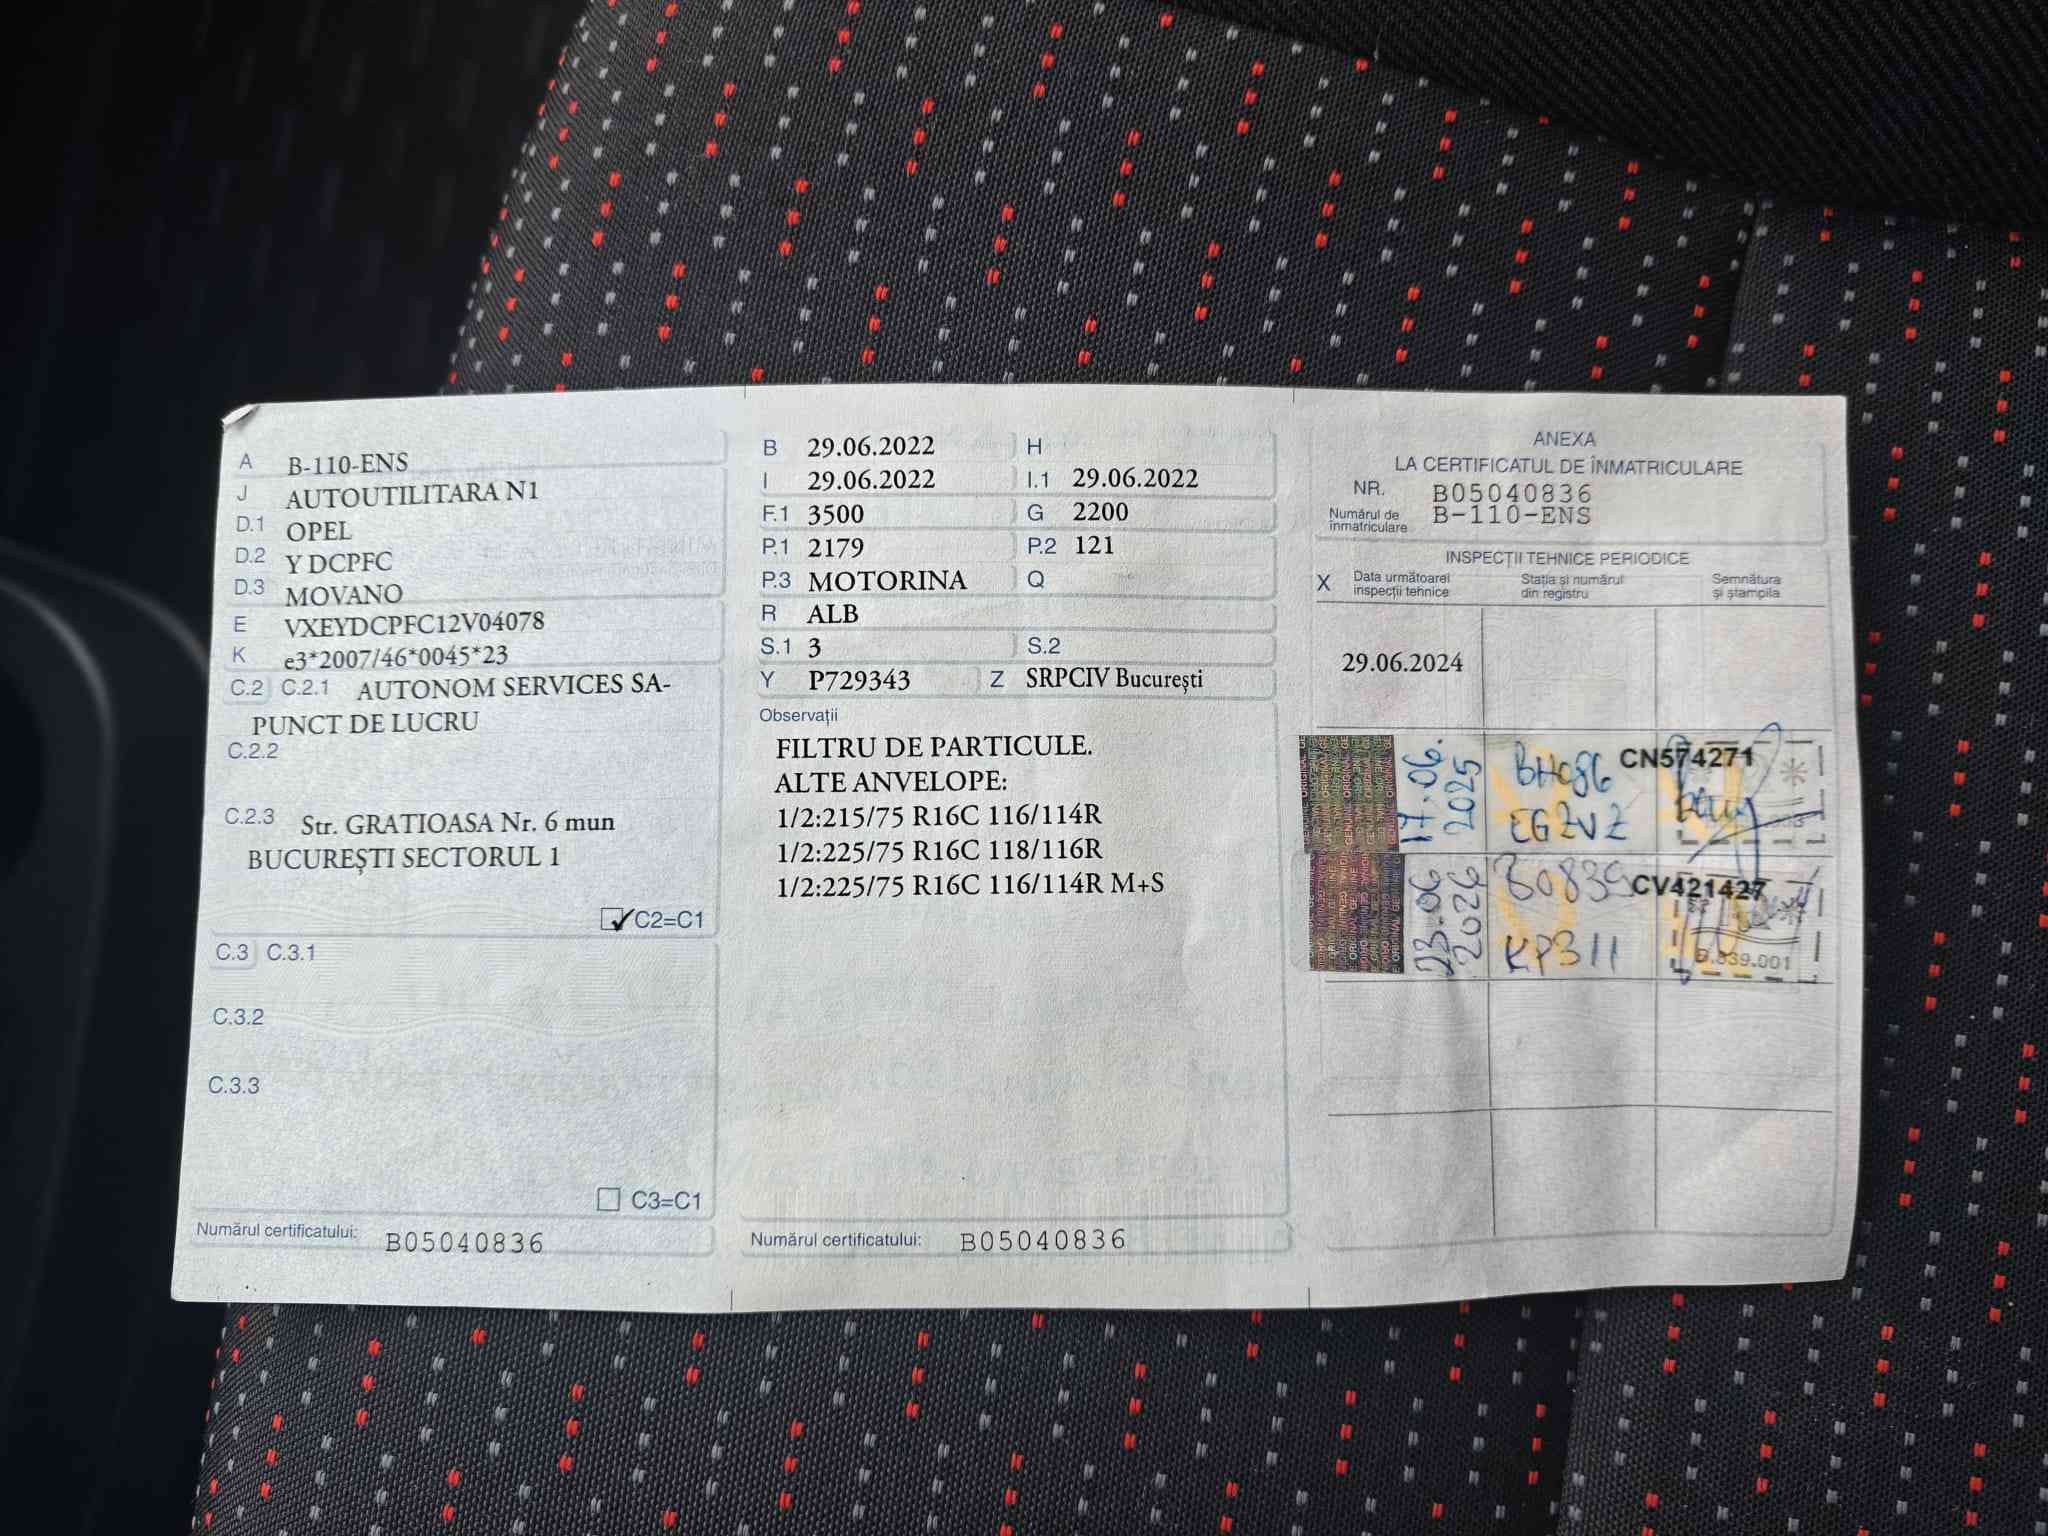 A B-110-ENS
J AUTOUTILITARA N1
D.1 OPEL
D.2 Y DCPFC
D.3 MOVANO
E VXEYDCPFC12V04078
K e3*2007/46*0045*23
C.2 C.2.1 AUTONOM SERVICES SA-
PUNCT DE LUCRU
C.2.2
C.2.3 Str. GRATIOASA Nr. 6 mun
BUCUREȘTI SECTORUL 1
C2=C1
C.3 C.3.1
C.3.2
C.3.3
C3=C1
Numărul certificatului: B05040836
B 29.06.2022 H
I 29.06.2022 I.1 29.06.2022
F.1 3500 G 2200
P.1 2179 P.2 121
P.3 MOTORINA Q
R ALB
S.1 3 S.2
Y P729343 Z SRPCIV București
Observații
FILTRU DE PARTICULE.
ALTE ANVELOPE:
1/2:215/75 R16C 116/114R
1/2:225/75 R16C 118/116R
1/2:225/75 R16C 116/114R M+S
Numărul certificatului: B05040836
ANEXA
LA CERTIFICATUL DE ÎNMATRICULARE
NR. B05040836
Numărul de înmatriculare B-110-ENS
INSPECȚII TEHNICE PERIODICE
X Data următoarei inspecții tehnice Stația și numărul din registru Semnătura și ștampila
29.06.2024
17.06.2025
CN574271
EG2VZ
CV421427
KP311